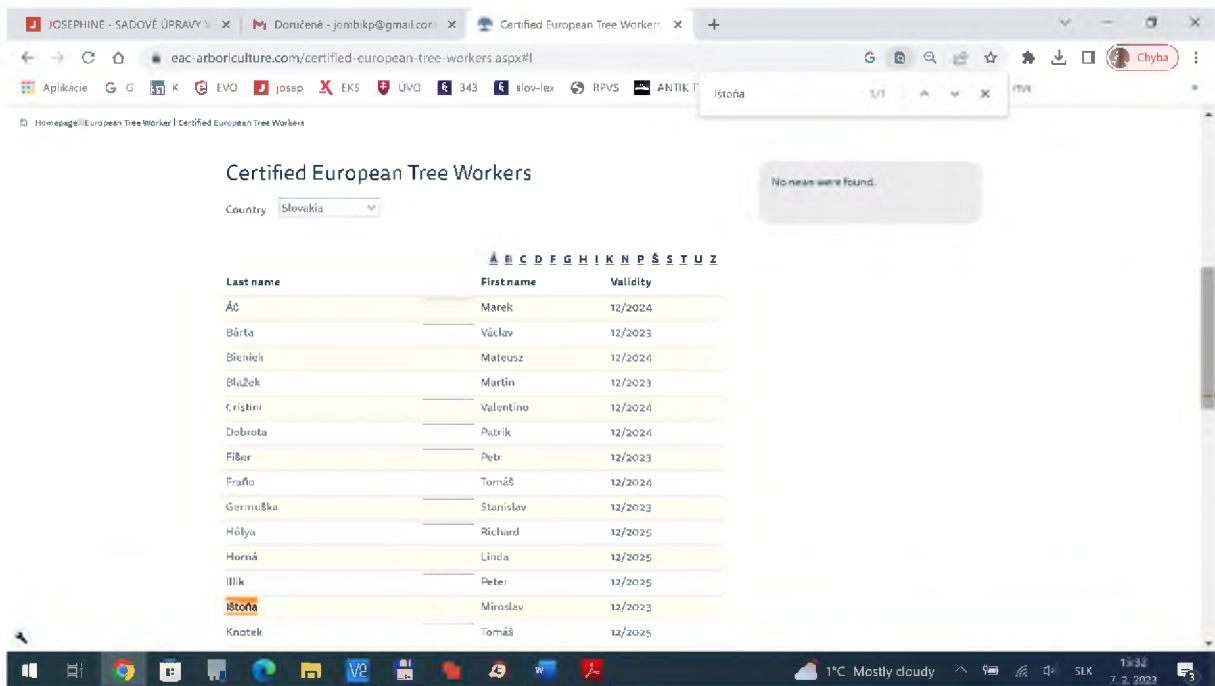 JOSEPHINE - SADOVÉ ÚPRAVY
Doručené - jombikp@gmail.com
Certified European Tree Workers
eac-arboriculture.com/certified-european-tree-workers.aspx#I
Chyba
Aplikácie G G K EVO josep EKS ÚVO 343 slov-lex RPVS ANTIK
Ištoňa 1/1
Homepage European Tree Worker | Certified European Tree Workers
Certified European Tree Workers
No news were found.
Country Slovakia
Á B C D F G H I K N P Š S T U Z
Last name First name Validity
Áč Marek 12/2024
Bárta Václav 12/2023
Bieniek Mateusz 12/2024
Blažek Martin 12/2023
Cristini Valentino 12/2024
Dobrota Patrik 12/2024
Fišer Petr 12/2023
Fraňo Tomáš 12/2024
Germuška Stanislav 12/2023
Hólya Richard 12/2025
Horná Linda 12/2025
Illik Peter 12/2025
Ištoňa Miroslav 12/2023
Knotek Tomáš 12/2025
1°C Mostly cloudy SLK
7. 2. 2023